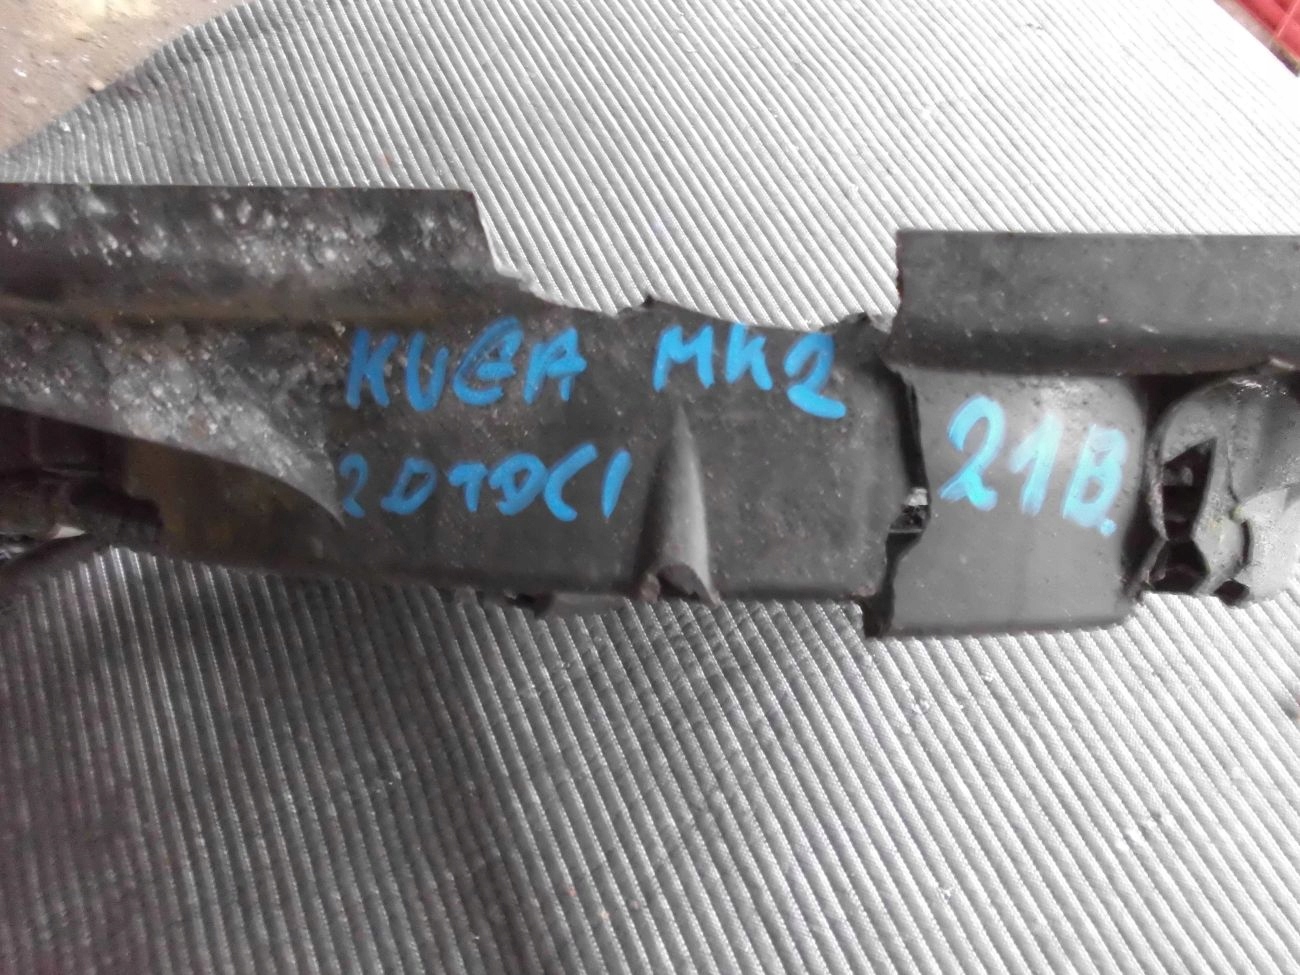 KUGA MK2
2.0TDCI
21B.